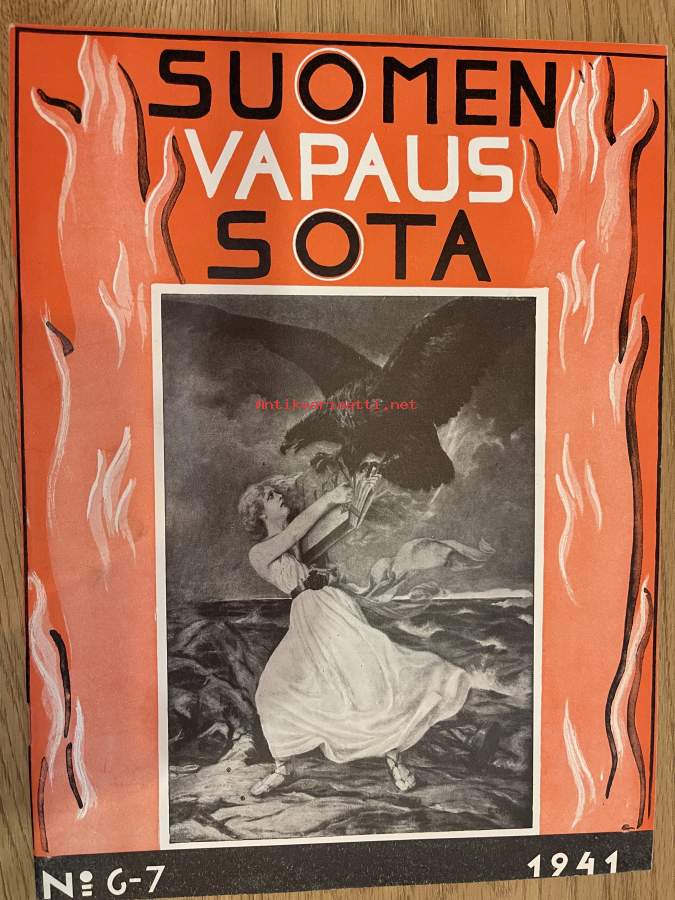 SUOMEN
VAPAUS
SOTA
Antikvariaatti.net
No 6-7 1941